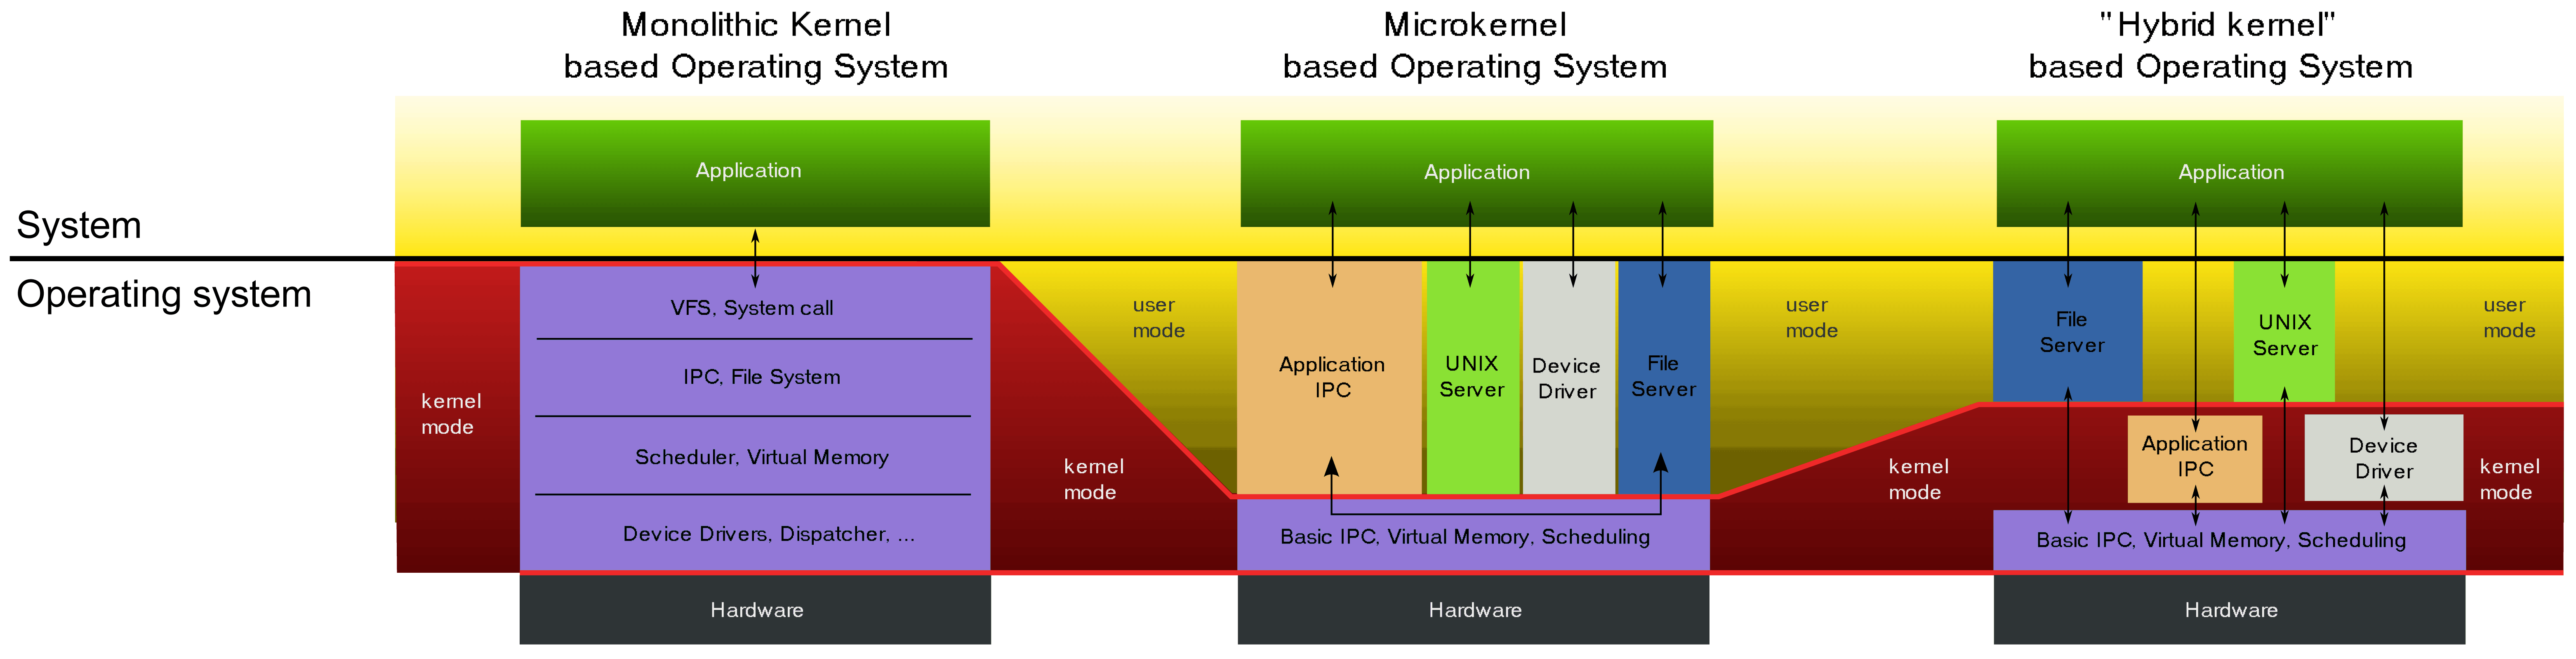 Monolithic Kernel
based Operating System
Microkernel
based Operating System
"Hybrid kernel"
based Operating System
System
Operating system
Application
VFS, System call
IPC, File System
Scheduler, Virtual Memory
Device Drivers, Dispatcher, ...
Hardware
kernel
mode
kernel
mode
user
mode
Application
Application
IPC
UNIX
Server
Device
Driver
File
Server
Basic IPC, Virtual Memory, Scheduling
Hardware
user
mode
kernel
mode
Application
File
Server
UNIX
Server
Application
IPC
Device
Driver
Basic IPC, Virtual Memory, Scheduling
Hardware
user
mode
kernel
mode